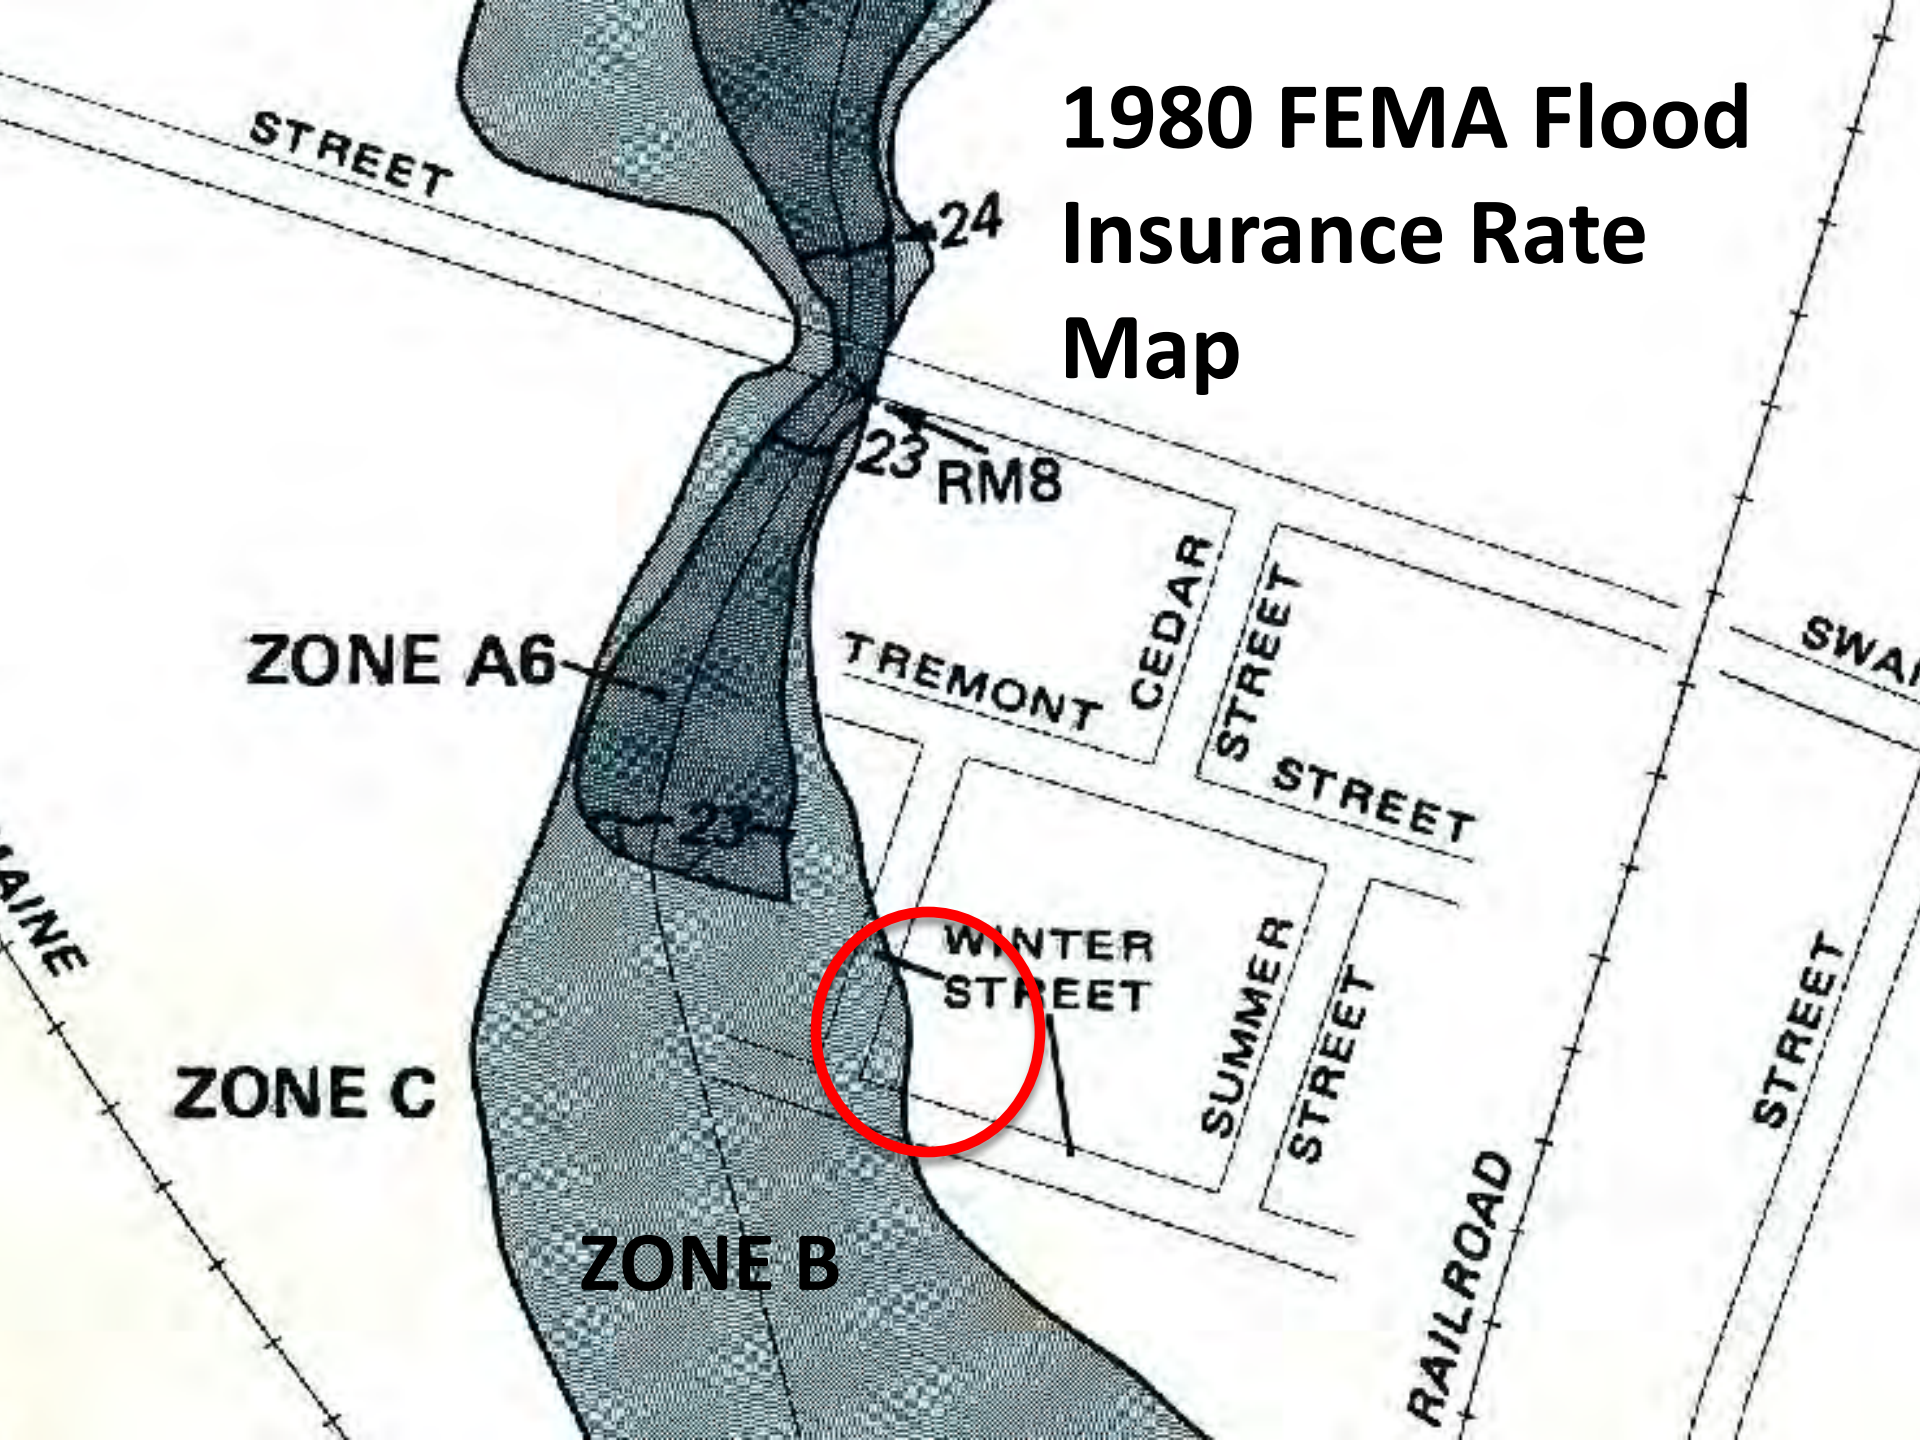 1980 FEMA Flood
Insurance Rate
Map
STREET
24
23
RM8
CEDAR
STREET
TREMONT
STREET
ZONE A6
23
WINTER
STREET
SUMMER
STREET
ZONE C
ZONE B
RAILROAD
STREET